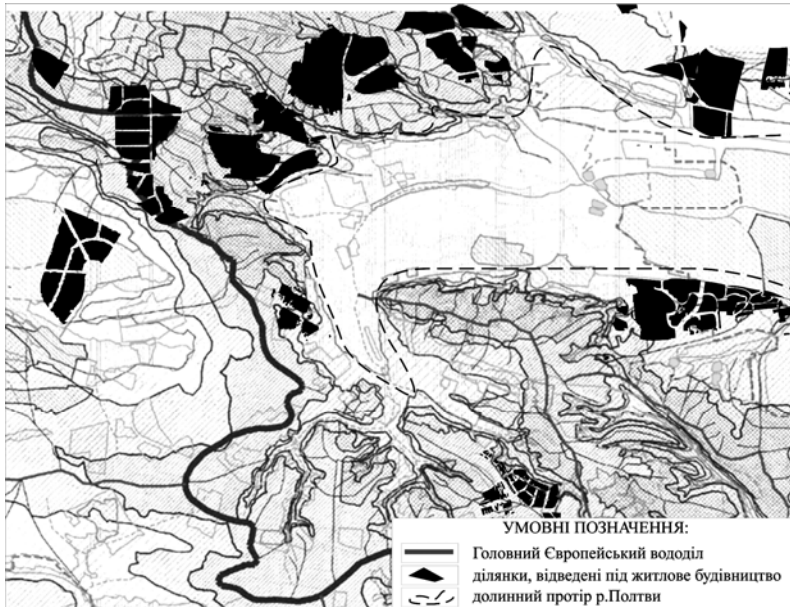 УМОВНІ ПОЗНАЧЕННЯ:
Головний Європейський вододіл
ділянки, відведені під житлове будівництво
долинний протір р.Полтви